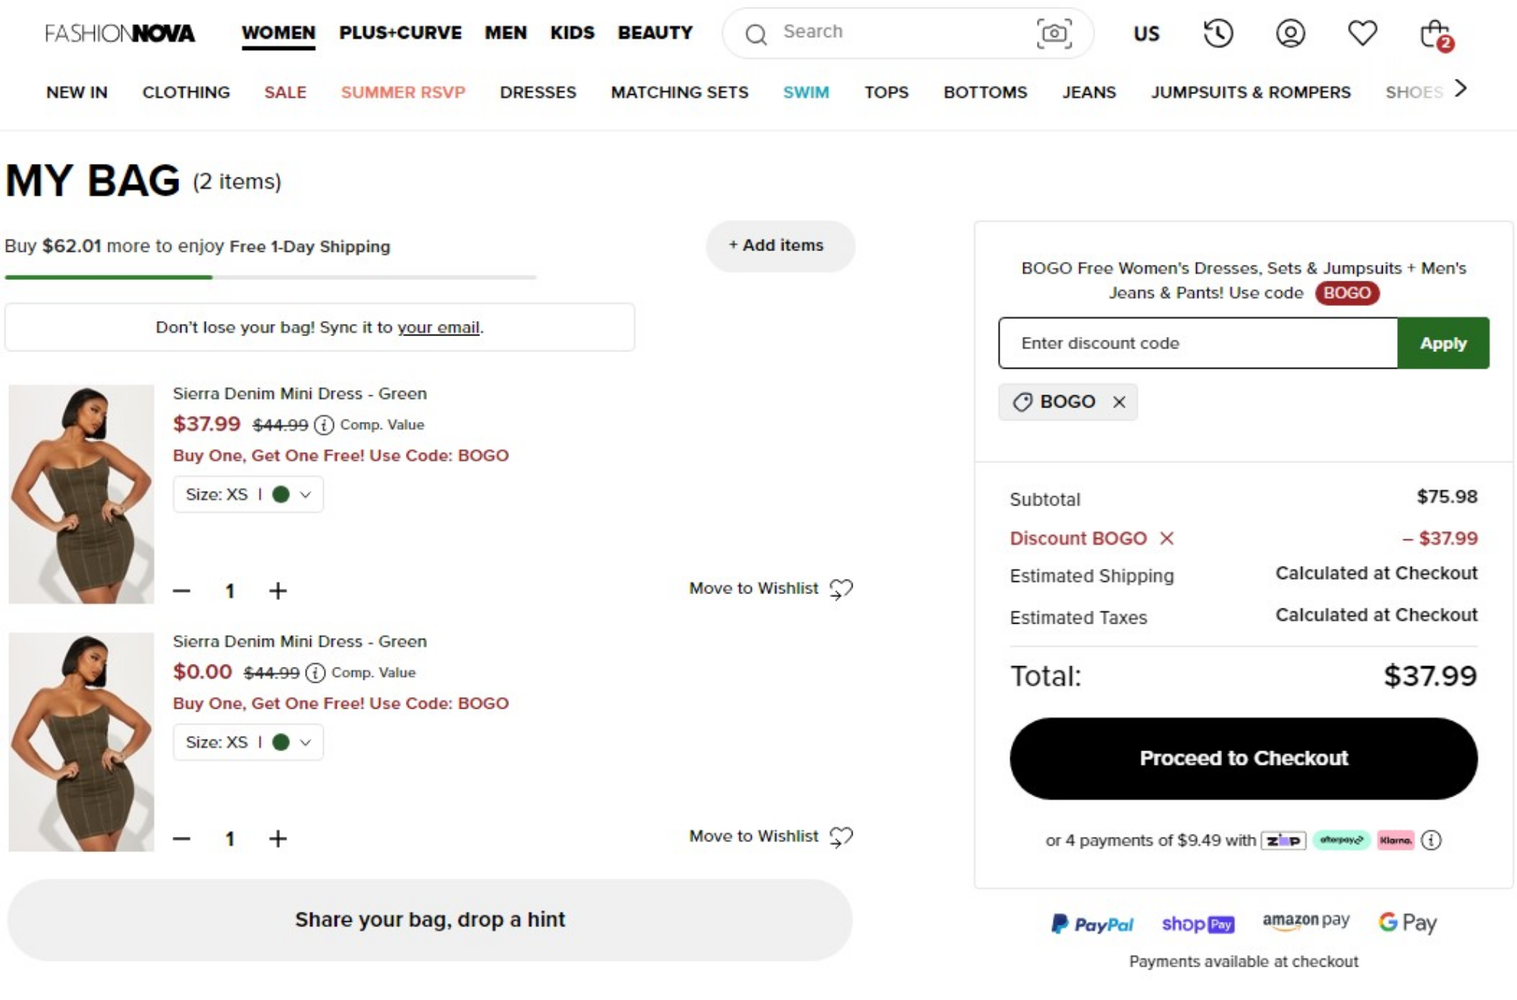 FASHIONNOVA WOMEN PLUS+CURVE MEN KIDS BEAUTY Search US 2
NEW IN CLOTHING SALE SUMMER RSVP DRESSES MATCHING SETS SWIM TOPS BOTTOMS JEANS JUMPSUITS & ROMPERS SHOES
MY BAG (2 items)
Buy $62.01 more to enjoy Free 1-Day Shipping
+ Add items
Don't lose your bag! Sync it to your email.
Sierra Denim Mini Dress - Green
$37.99 $44.99 i Comp. Value
Buy One, Get One Free! Use Code: BOGO
Size: XS |
− 1 +
Move to Wishlist
Sierra Denim Mini Dress - Green
$0.00 $44.99 i Comp. Value
Buy One, Get One Free! Use Code: BOGO
Size: XS |
− 1 +
Move to Wishlist
Share your bag, drop a hint
BOGO Free Women's Dresses, Sets & Jumpsuits + Men's
Jeans & Pants! Use code BOGO
Enter discount code Apply
BOGO ×
Subtotal $75.98
Discount BOGO × – $37.99
Estimated Shipping Calculated at Checkout
Estimated Taxes Calculated at Checkout
Total: $37.99
Proceed to Checkout
or 4 payments of $9.49 with Zip afterpay Klarna. i
PayPal shop Pay amazon pay G Pay
Payments available at checkout